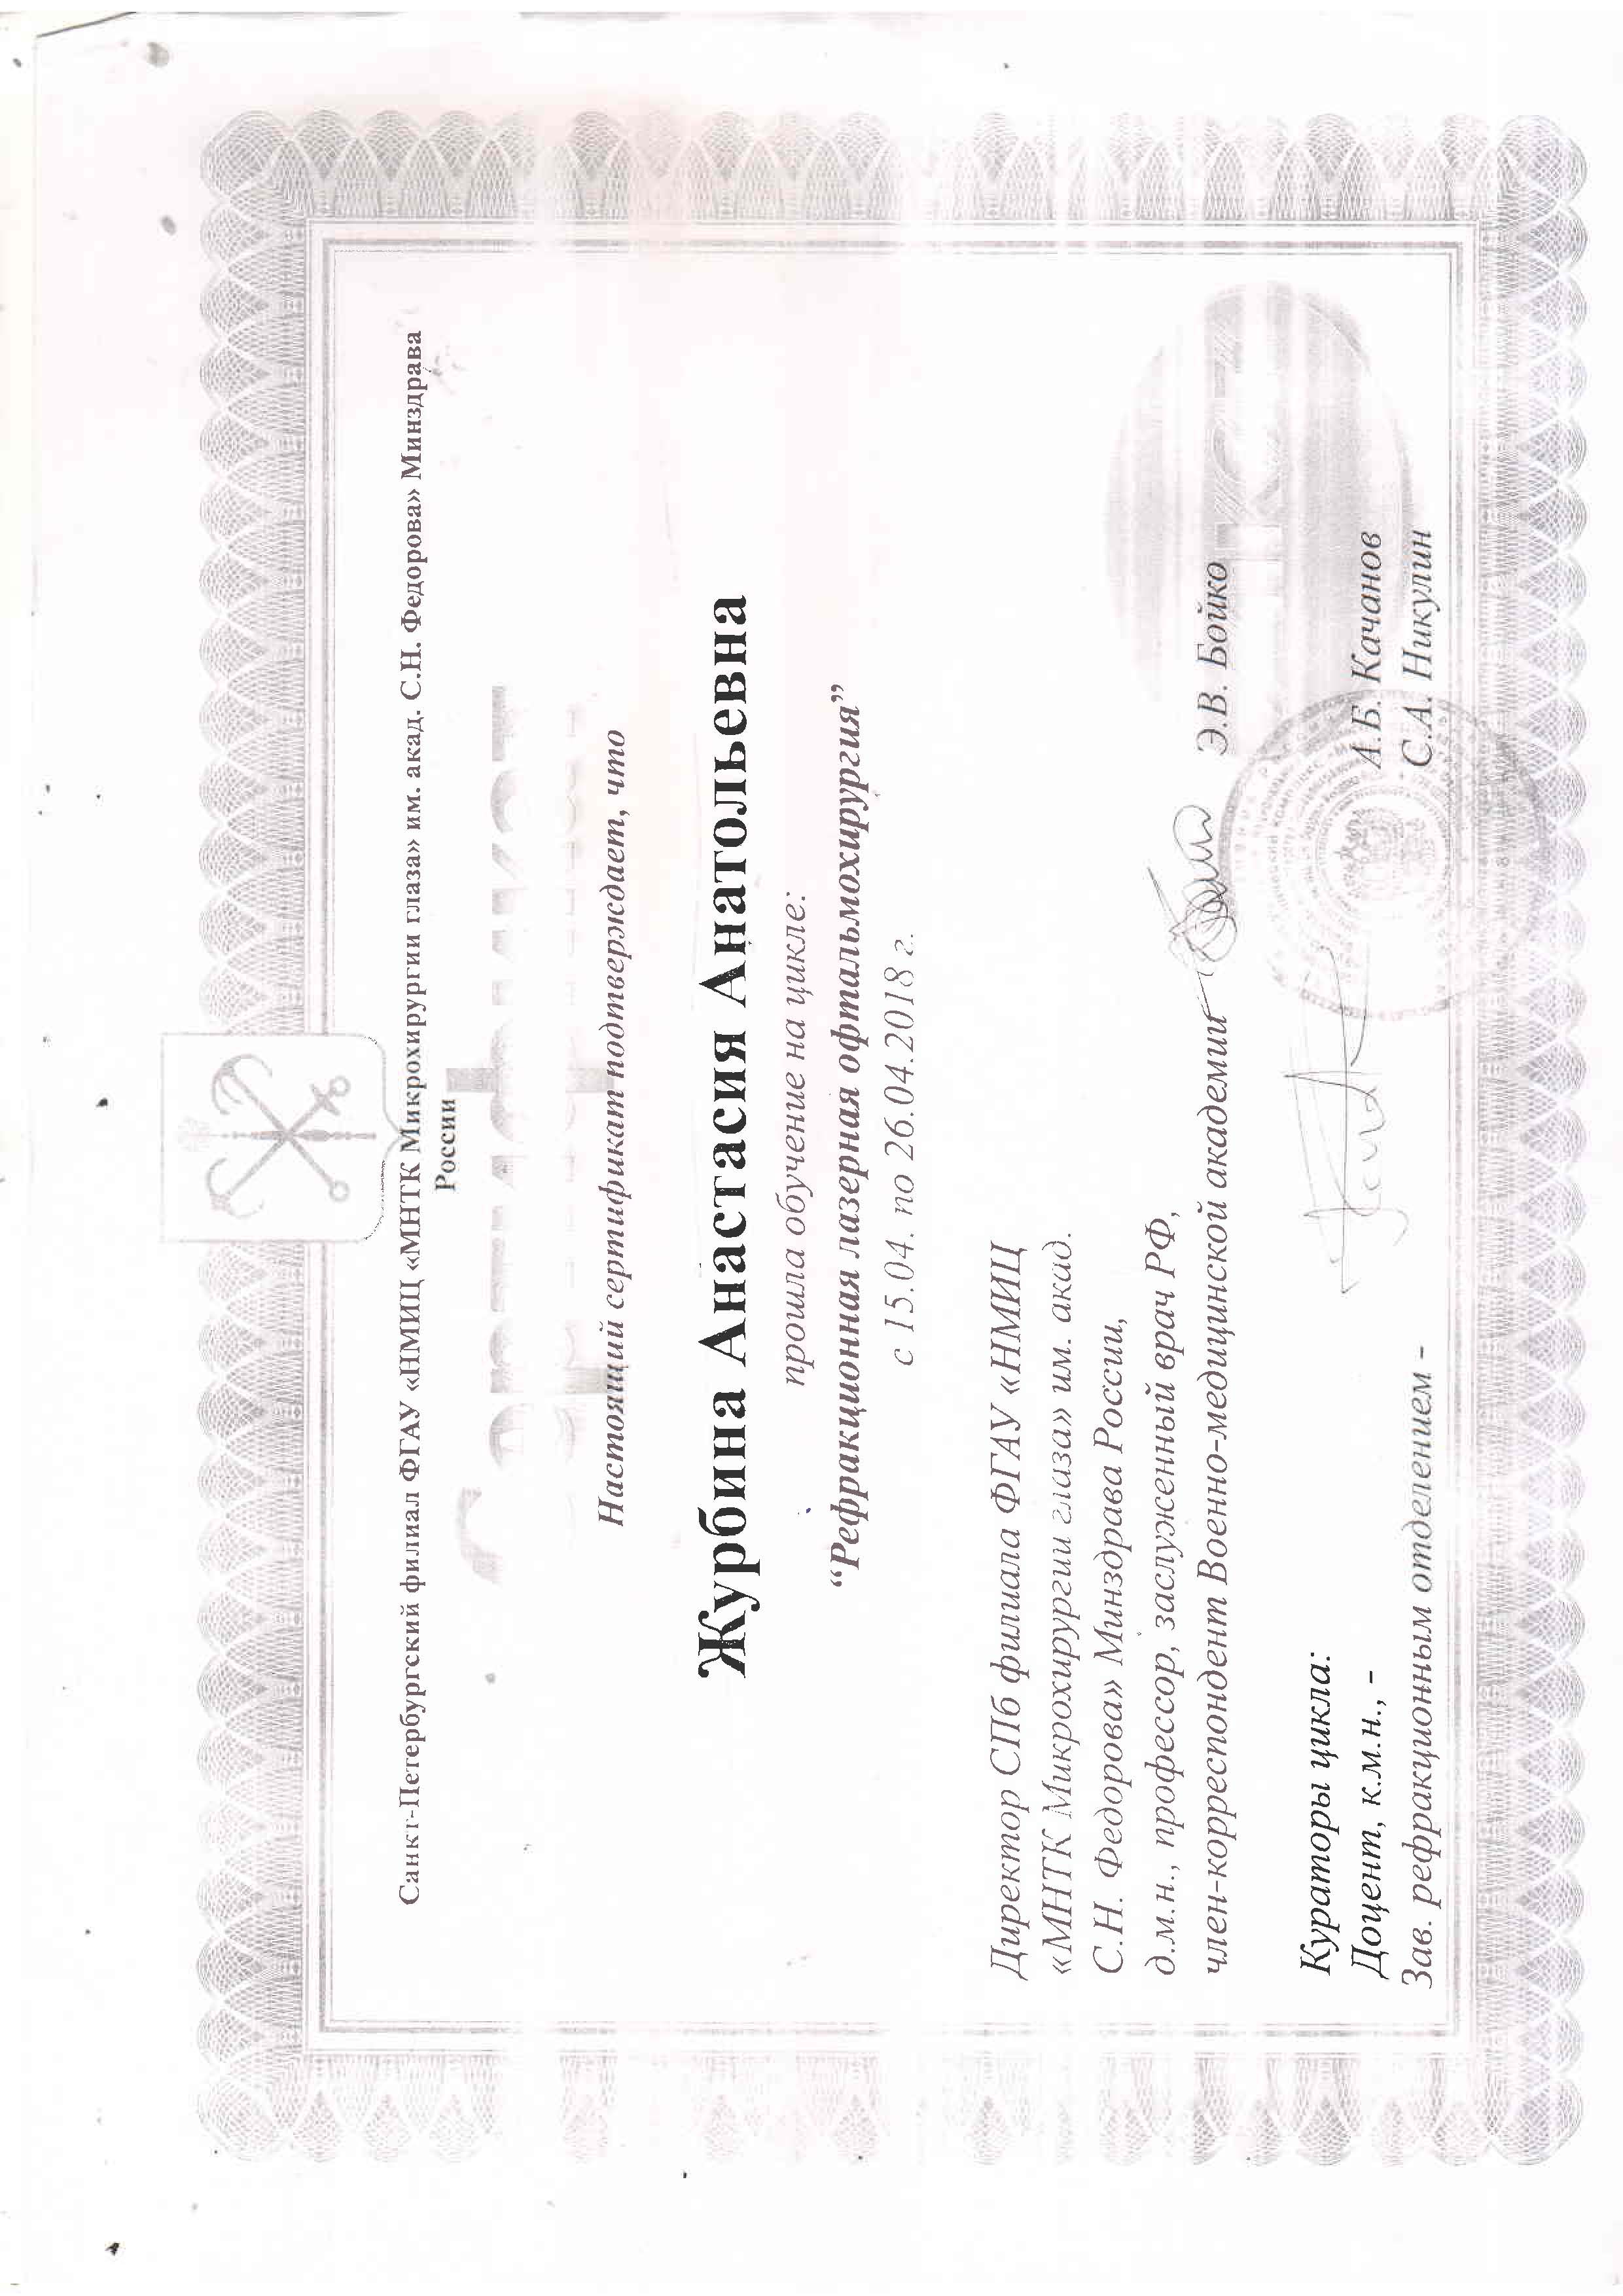 Санкт-Петербургский филиал ФГАУ «НМИЦ «МНТК Микрохирургии глаза» им. акад. С.Н. Федорова» Минздрава
России
Сертификат
Настоящий сертификат подтверждает, что
Журбина Анастасия Анатольевна
прошла обучение на цикле:
“Рефракционная лазерная офтальмохирургия”
с 15.04. по 26.04.2018 г.
Директор СПб филиала ФГАУ «НМИЦ
«МНТК Микрохирургии глаза» им. акад.
С.Н. Федорова» Минздрава России,
д.м.н., профессор, заслуженный врач РФ,
член-корреспондент Военно-медицинской академии Э.В. Бойко
Кураторы цикла:
Доцент, к.м.н., - А.Б. Качанов
Зав. рефракционным отделением – С.А. Никулин